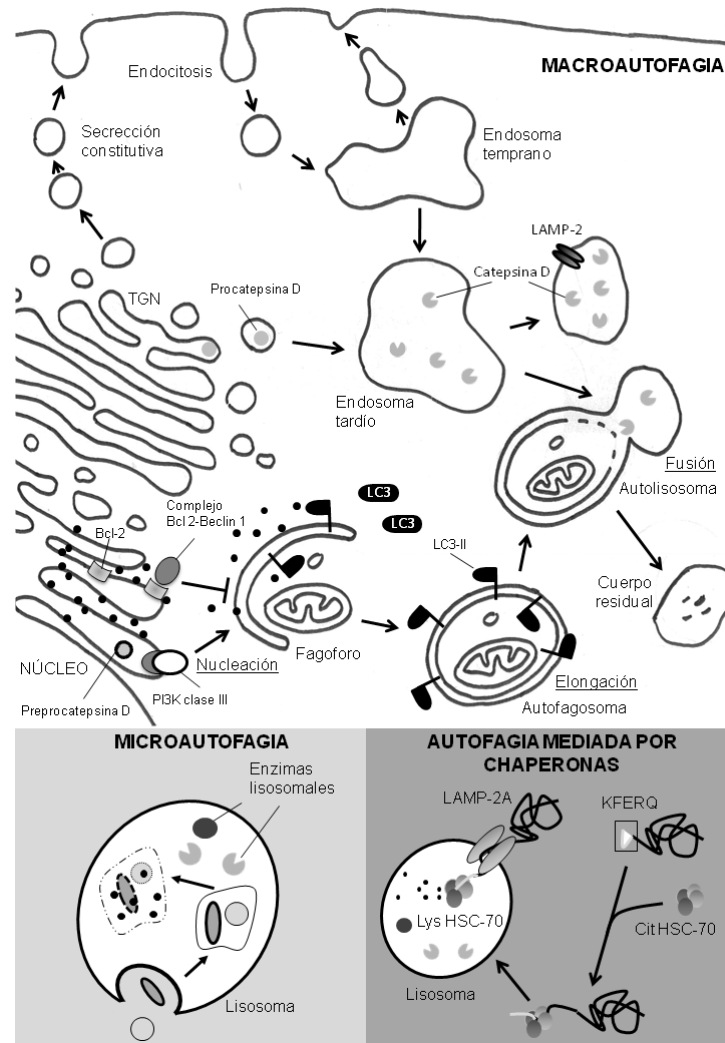 MACROAUTOFAGIA
Endocitosis
Secrección
constitutiva
Endosoma
temprano
LAMP-2
Catepsina D
TGN
Procatepsina D
Endosoma
tardío
Fusión
Autolisosoma
Complejo
Bcl 2-Beclin 1
Bcl-2
LC3
LC3
LC3-II
Cuerpo
residual
Fagoforo
NÚCLEO
Nucleación
Preprocatepsina D
PI3K clase III
Elongación
Autofagosoma
MICROAUTOFAGIA
Enzimas
lisosomales
Lisosoma
AUTOFAGIA MEDIADA POR
CHAPERONAS
LAMP-2A
KFERQ
Lys HSC-70
Cit HSC-70
Lisosoma